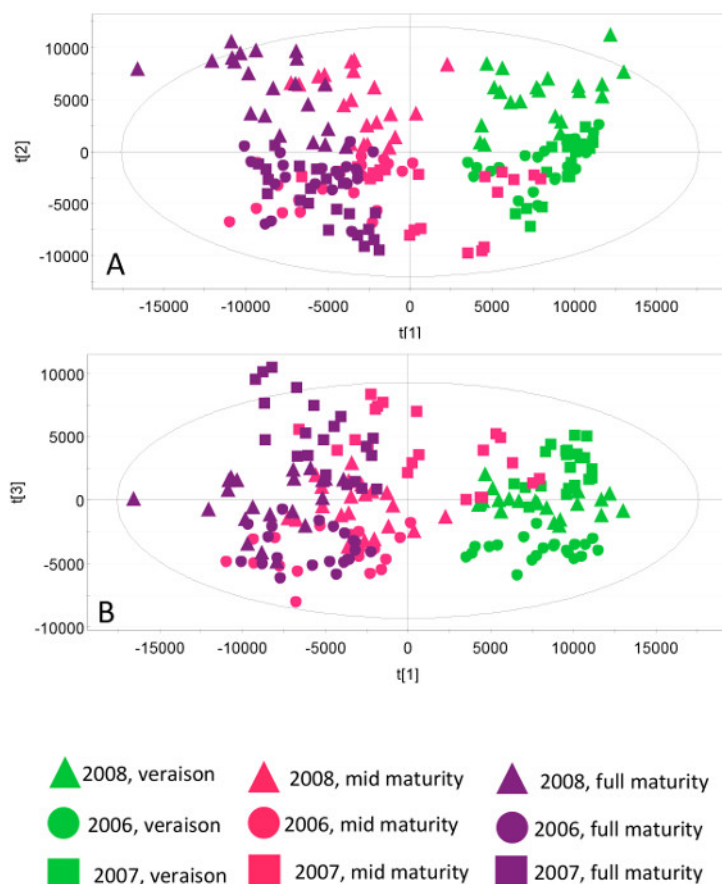 10000
5000
0
-5000
-10000
t[2]
A
-15000 -10000 -5000 0 5000 10000 15000
t[1]
10000
5000
0
-5000
-10000
t[3]
B
-15000 -10000 -5000 0 5000 10000 15000
t[1]
2008, veraison 2008, mid maturity 2008, full maturity
2006, veraison 2006, mid maturity 2006, full maturity
2007, veraison 2007, mid maturity 2007, full maturity